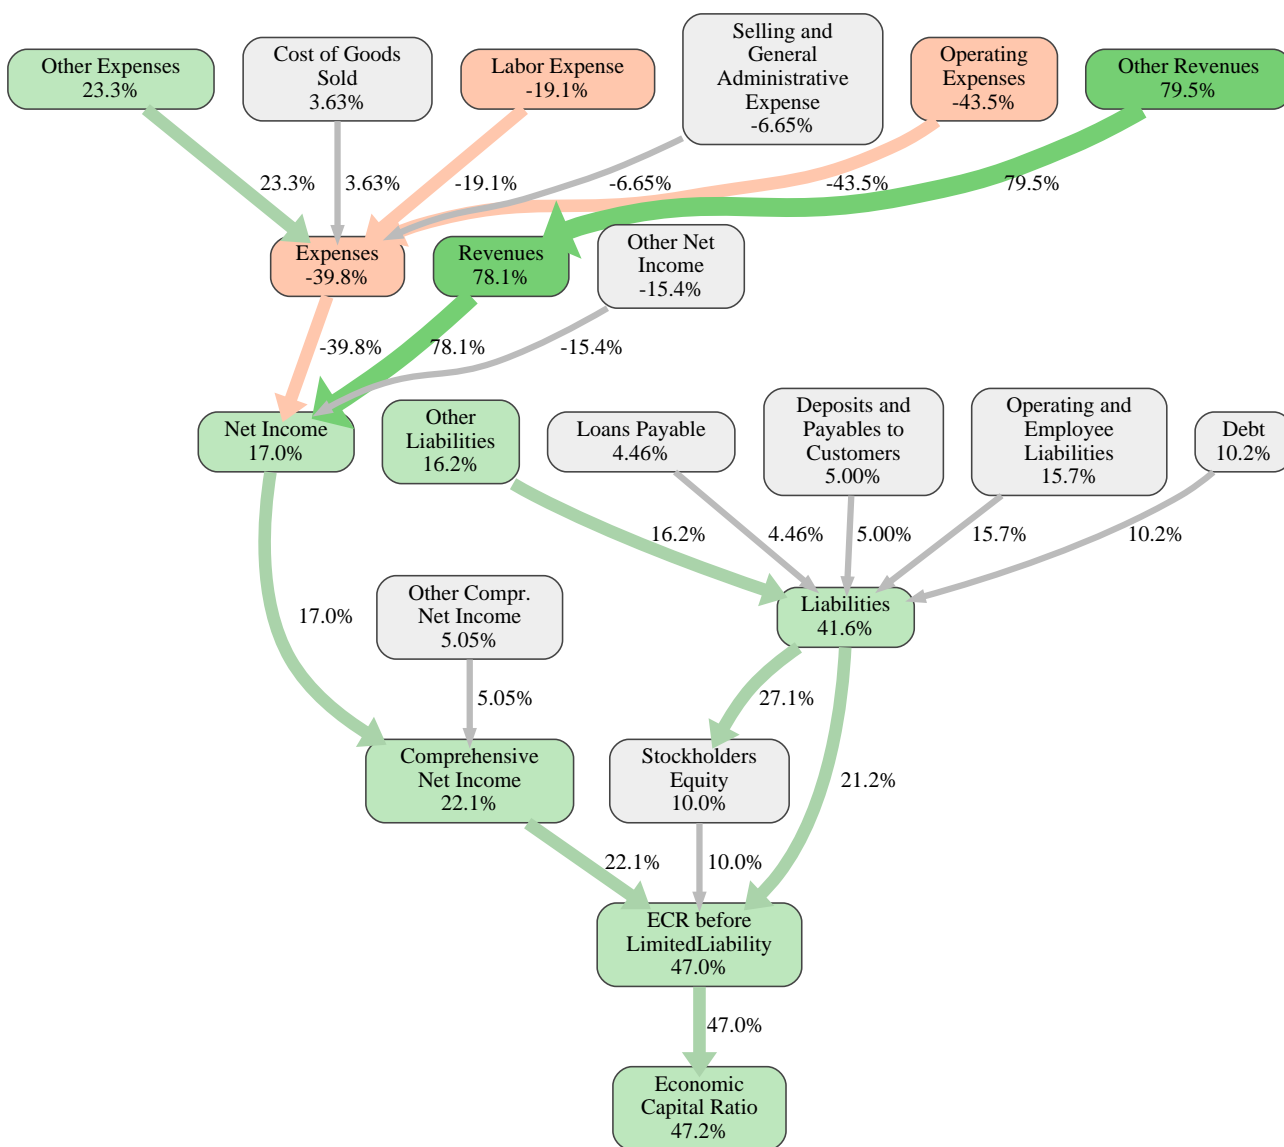 Other Expenses
23.3%
Cost of Goods
Sold
3.63%
Labor Expense
-19.1%
Selling and
General
Administrative
Expense
-6.65%
Operating
Expenses
-43.5%
Other Revenues
79.5%
23.3%
3.63%
-19.1%
-6.65%
-43.5%
79.5%
Expenses
-39.8%
Revenues
78.1%
Other Net
Income
-15.4%
-39.8%
78.1%
-15.4%
Net Income
17.0%
Other
Liabilities
16.2%
Loans Payable
4.46%
Deposits and
Payables to
Customers
5.00%
Operating and
Employee
Liabilities
15.7%
Debt
10.2%
16.2%
4.46%
5.00%
15.7%
10.2%
17.0%
Other Compr.
Net Income
5.05%
Liabilities
41.6%
5.05%
27.1%
21.2%
Comprehensive
Net Income
22.1%
Stockholders
Equity
10.0%
22.1%
10.0%
ECR before
LimitedLiability
47.0%
47.0%
Economic
Capital Ratio
47.2%